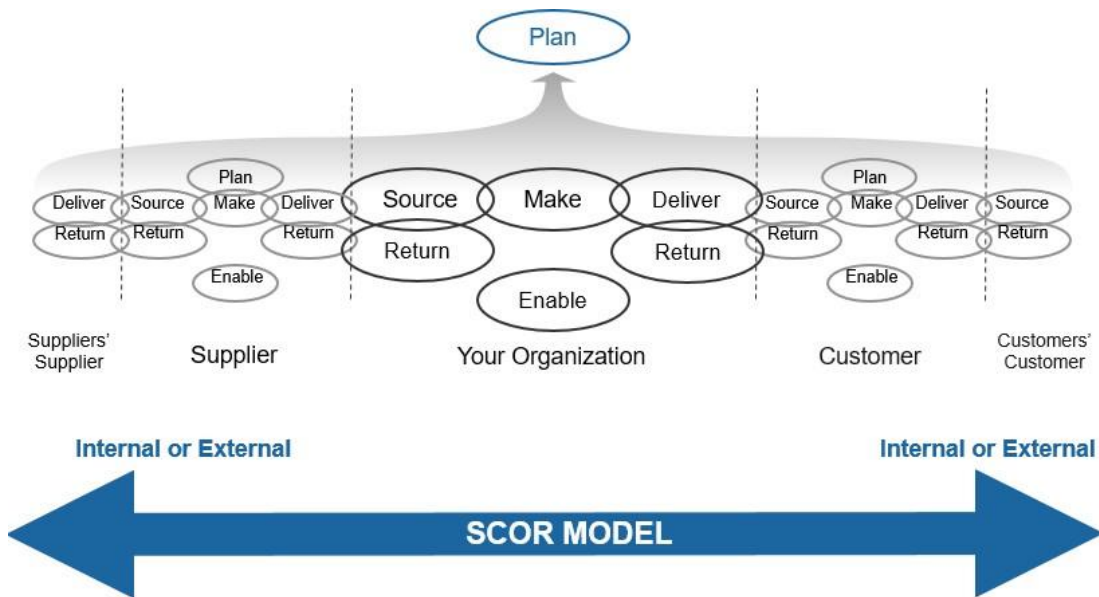 Plan
Plan
Plan
Deliver Source Make Deliver Source Make Deliver Source Make Deliver Source
Return Return Return Return Return Return Return Return
Enable Enable Enable
Suppliers’
Supplier
Supplier
Your Organization
Customer
Customers’
Customer
Internal or External
Internal or External
SCOR MODEL